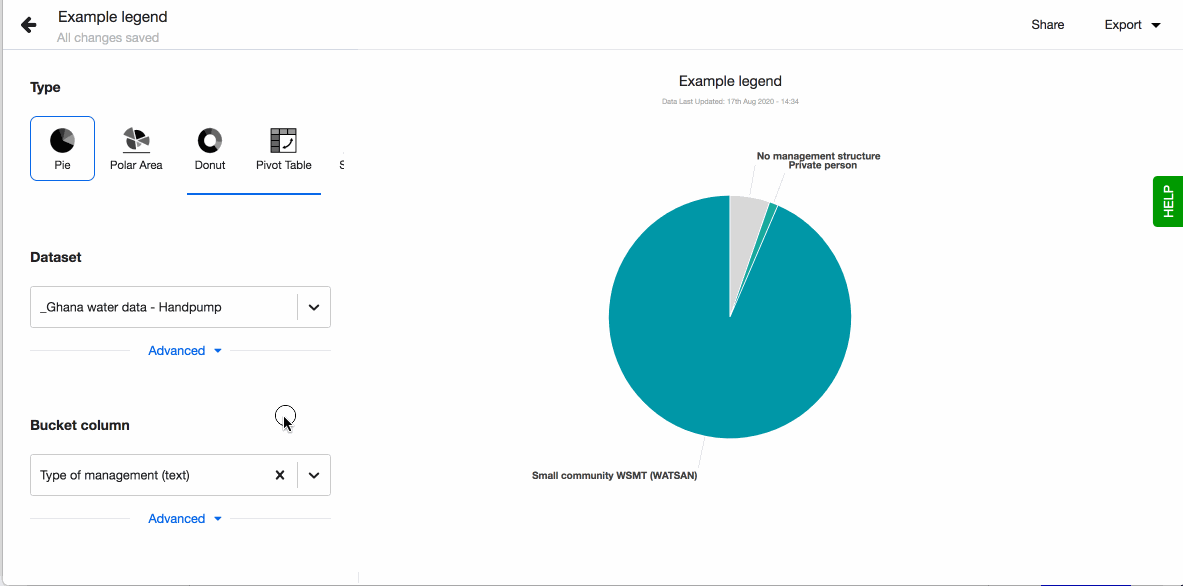 Example legend
All changes saved
Share
Export
Type
Pie
Polar Area
Donut
Pivot Table
S
Dataset
_Ghana water data - Handpump
Advanced
Bucket column
Type of management (text)
Advanced
Example legend
Data Last Updated: 17th Aug 2020 - 14:34
No management structure
Private person
Small community WSMT (WATSAN)
HELP